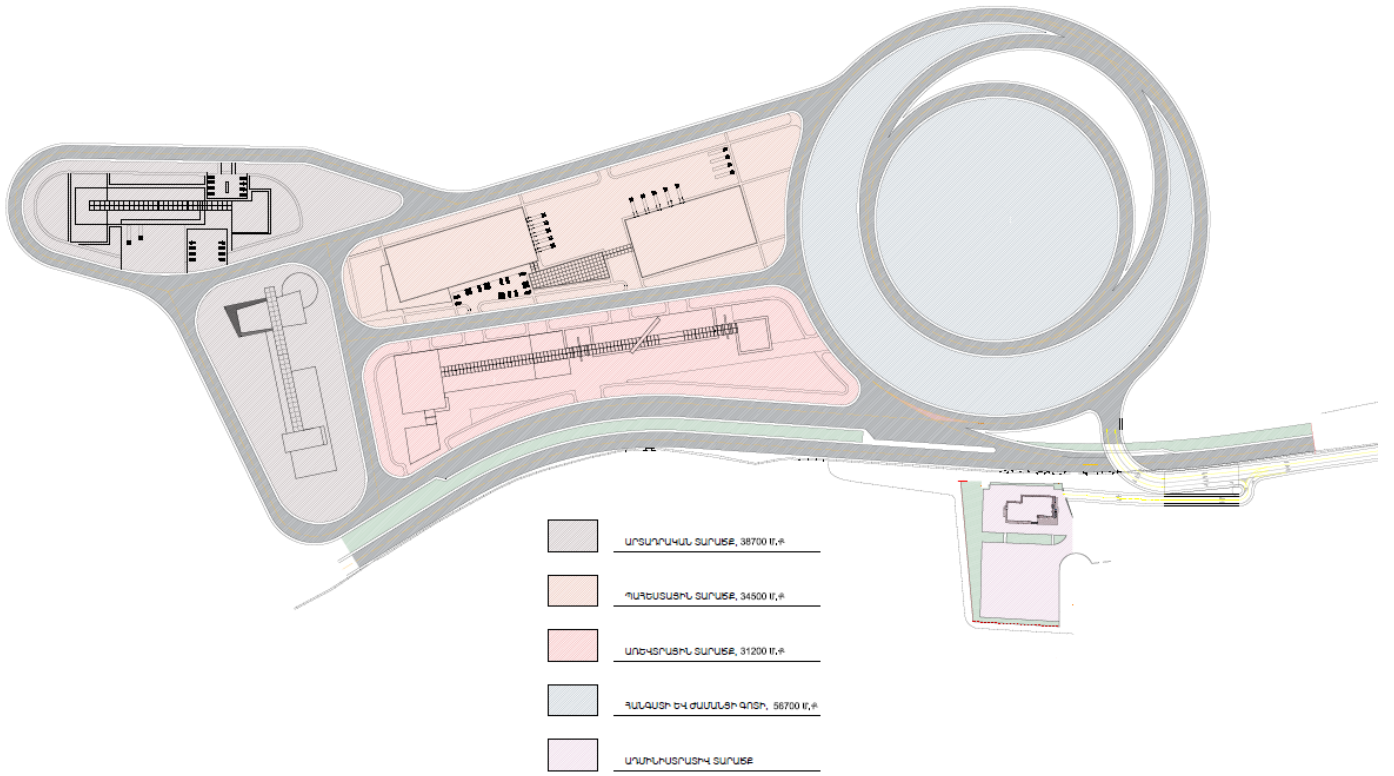 ԱՐՏԱԴՐԱԿԱՆ ՏԱՐԱԾՔ, 38700 Մ.Ք
ՊԱՀԵՍՏԱՅԻՆ ՏԱՐԱԾՔ, 34500 Մ.Ք
ԱՌԵՎՏՐԱՅԻՆ ՏԱՐԱԾՔ, 31200 Մ.Ք
ՀԱՆԳՍՏԻ ԵՎ ԺԱՄԱՆՑԻ ԳՈՏԻ, 56700 Մ.Ք
ԱԴՄԻՆԻՍՏՐԱՏԻՎ ՏԱՐԱԾՔ